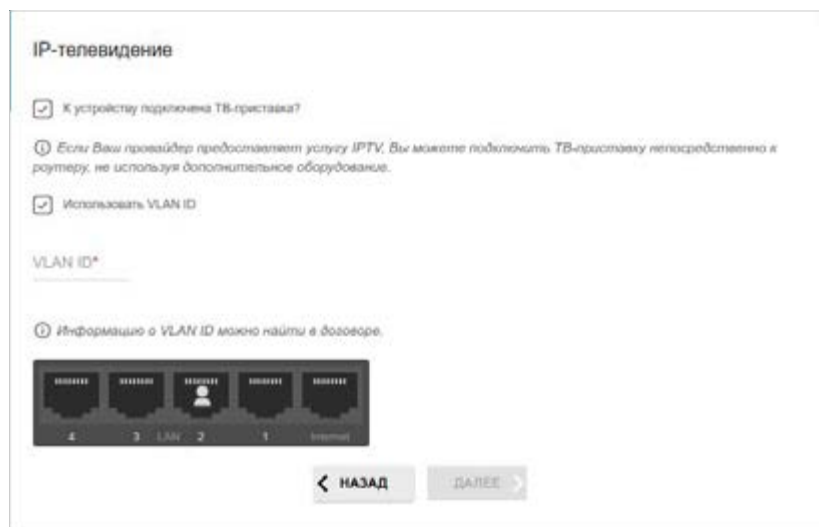 IP-телевидение
К устройству подключена ТВ-приставка?
Если Ваш провайдер предоставляет услугу IPTV, Вы можете подключить ТВ-приставку непосредственно к
роутеру, не используя дополнительное оборудование.
Использовать VLAN ID
VLAN ID*
Информацию о VLAN ID можно найти в договоре.
4 3 LAN 2 1 Internet
НАЗАД ДАЛЕЕ